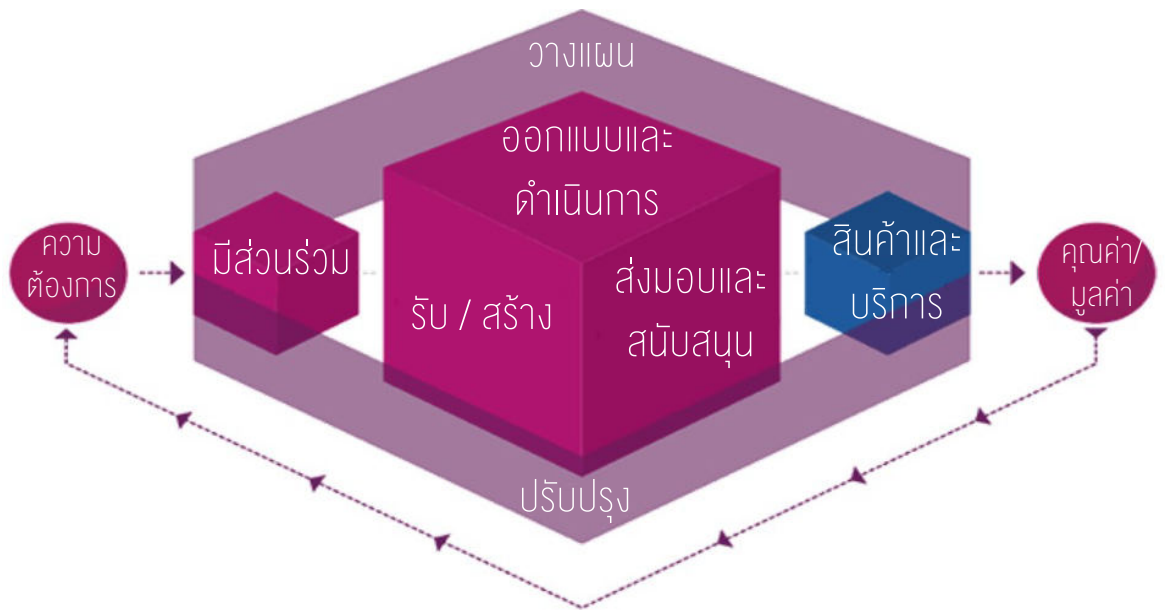 วางแผน
ออกแบบและ
ดำเนินการ
ความ
ต้องการ
มีส่วนร่วม
รับ / สร้าง
ส่งมอบและ
สนับสนุน
สินค้าและ
บริการ
คุณค่า/
มูลค่า
ปรับปรุง